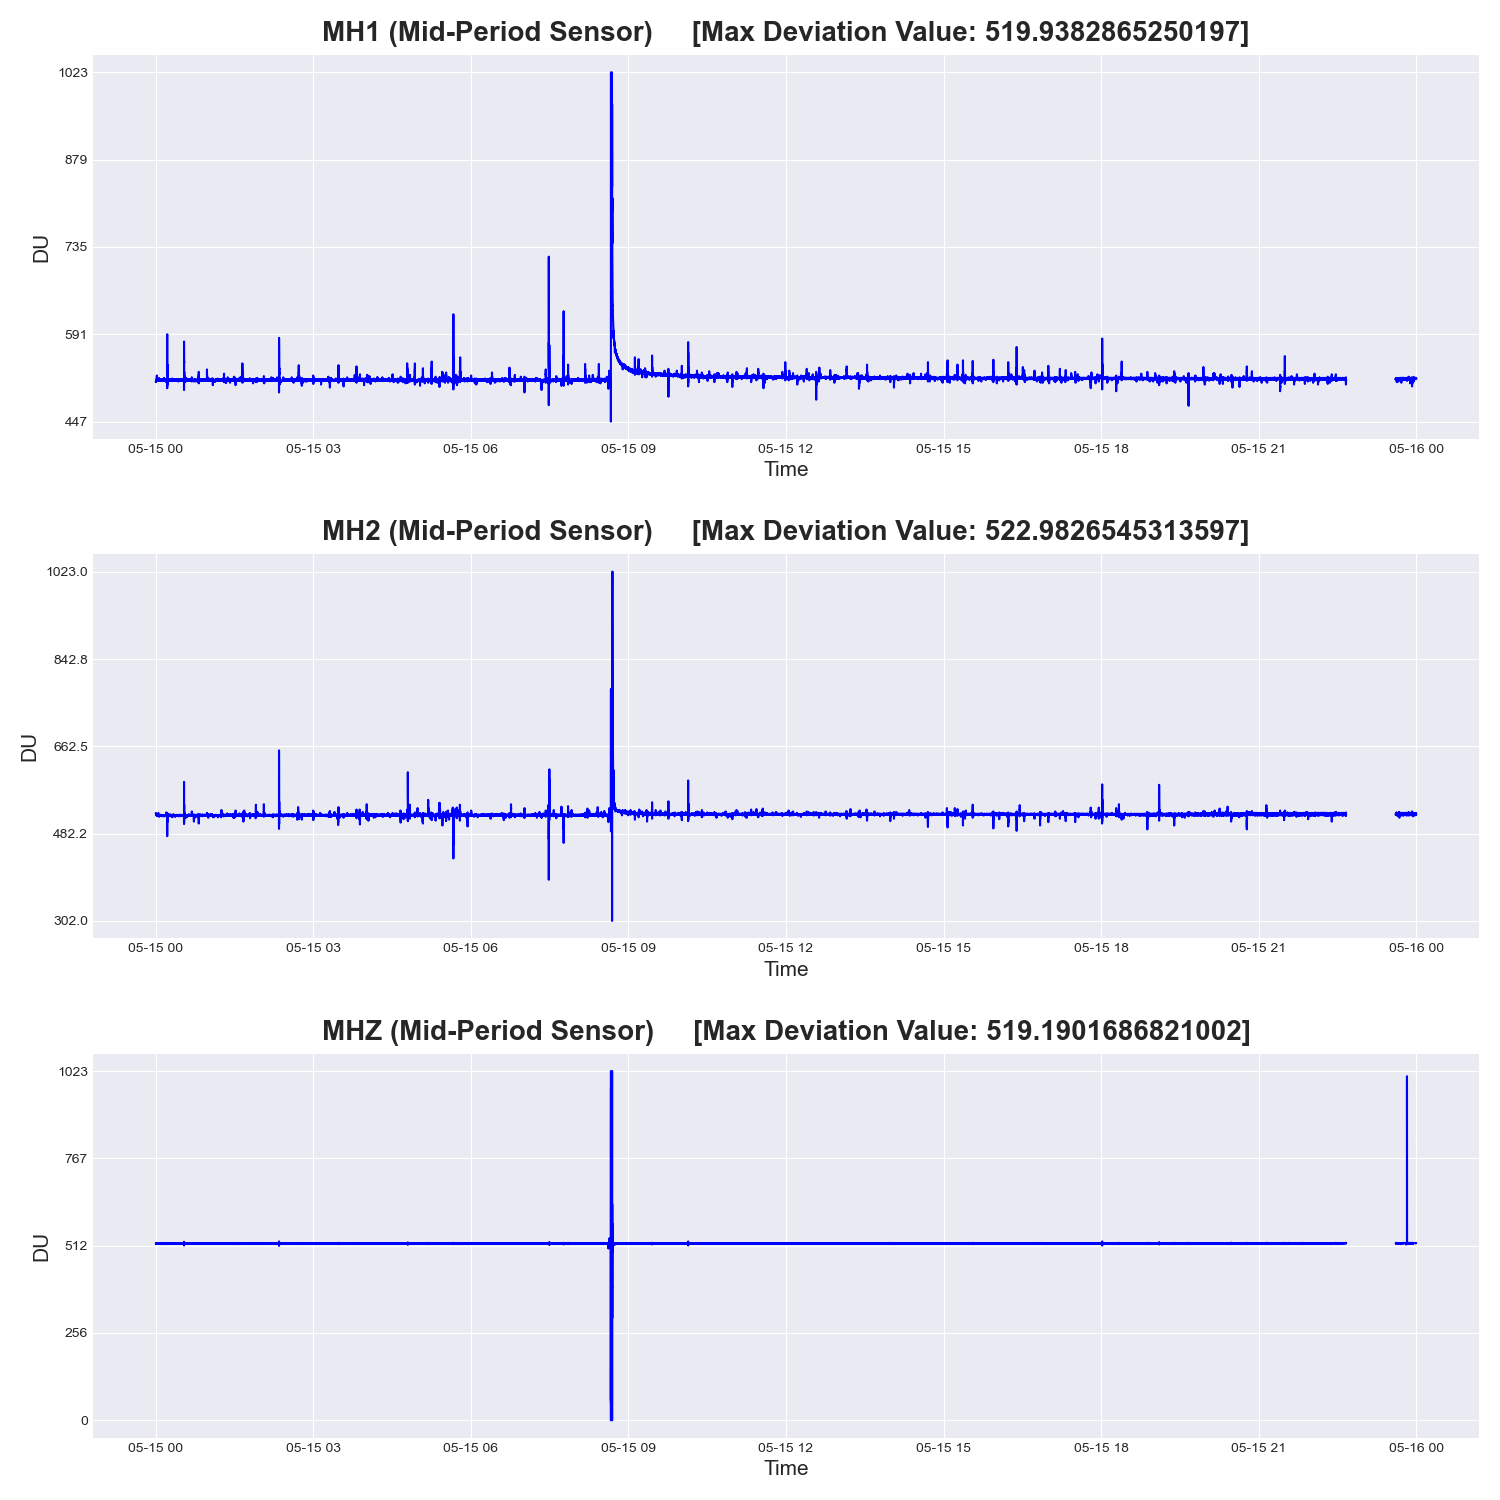 MH1 (Mid-Period Sensor) [Max Deviation Value: 519.9382865250197]
1023
879
735
591
447
DU
05-15 00 05-15 03 05-15 06 05-15 09 05-15 12 05-15 15 05-15 18 05-15 21 05-16 00
Time
MH2 (Mid-Period Sensor) [Max Deviation Value: 522.9826545313597]
1023.0
842.8
662.5
482.2
302.0
DU
05-15 00 05-15 03 05-15 06 05-15 09 05-15 12 05-15 15 05-15 18 05-15 21 05-16 00
Time
MHZ (Mid-Period Sensor) [Max Deviation Value: 519.1901686821002]
1023
767
512
256
0
DU
05-15 00 05-15 03 05-15 06 05-15 09 05-15 12 05-15 15 05-15 18 05-15 21 05-16 00
Time